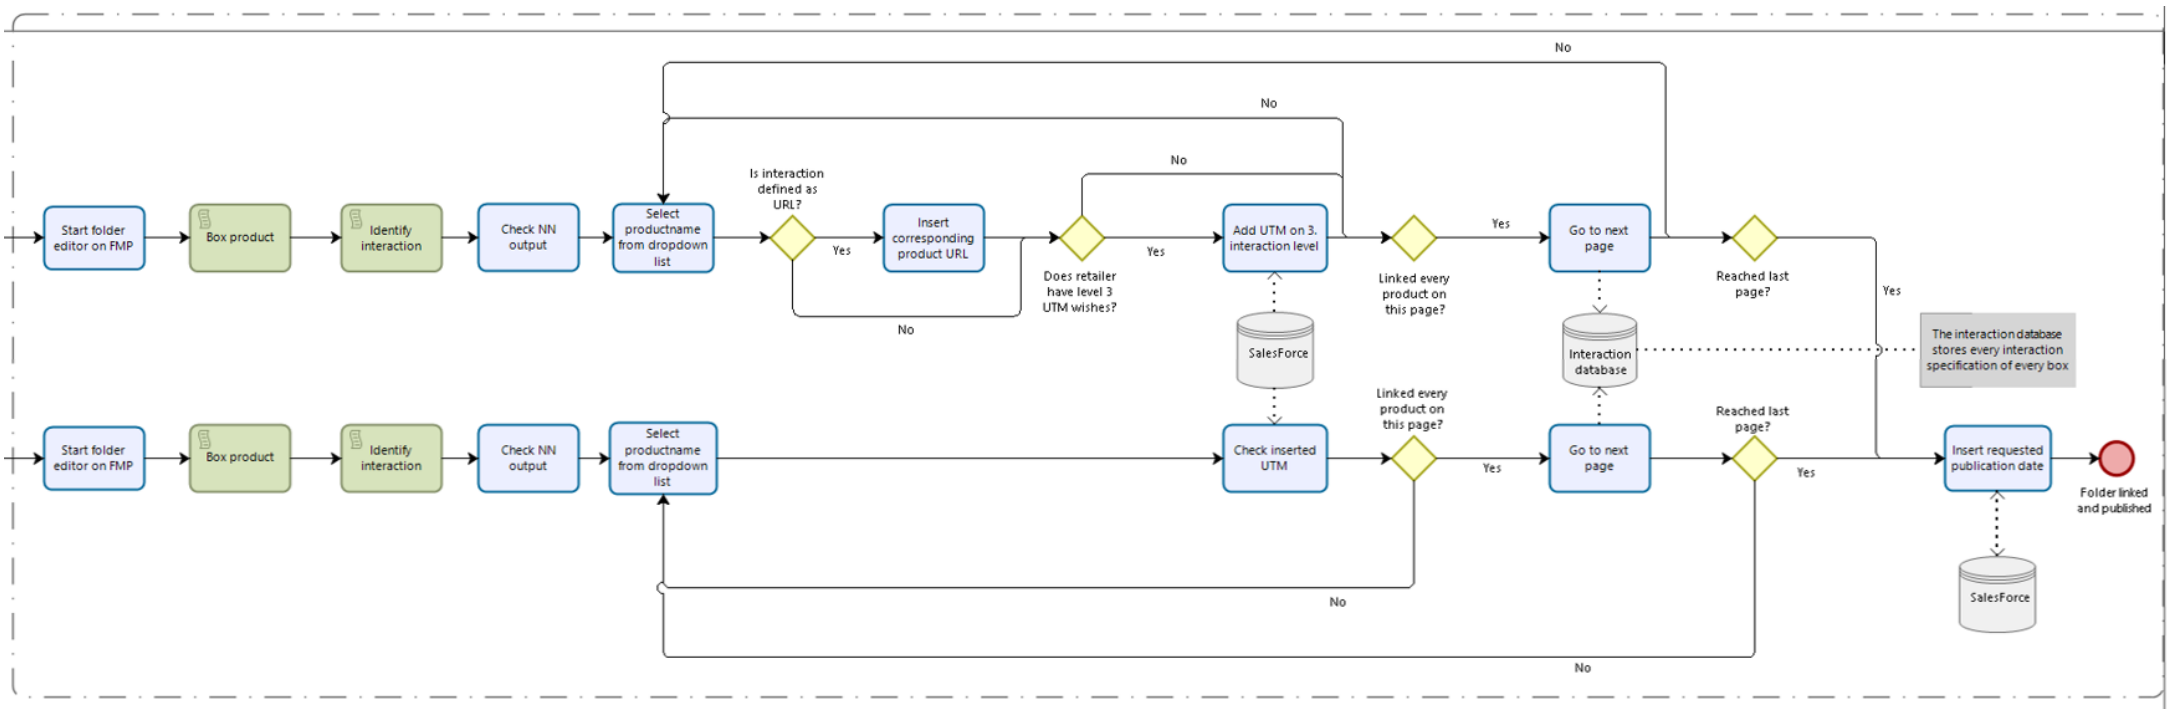 No
No
No
Is interaction
defined as
URL?
Start folder
editor on FMP
Box product
Identify
interaction
Check NN
output
Select
productname
from dropdown
list
Yes
Insert
corresponding
product URL
No
Does retailer
have level 3
UTM wishes?
Yes
Add UTM on 3.
interaction level
Linked every
product on
this page?
Yes
Go to next
page
Reached last
page?
Yes
SalesForce
Interaction
database
The interaction database
stores every interaction
specification of every box
Start folder
editor on FMP
Box product
Identify
interaction
Check NN
output
Select
productname
from dropdown
list
Check inserted
UTM
Linked every
product on
this page?
Yes
Go to next
page
Reached last
page?
Yes
Insert requested
publication date
Folder linked
and published
No
No
SalesForce